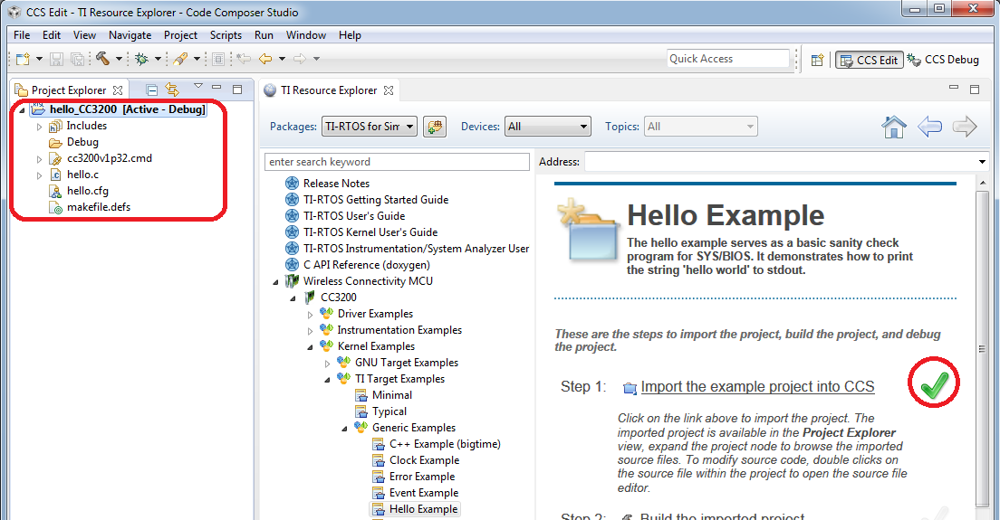 CCS Edit - TI Resource Explorer - Code Composer Studio
File Edit View Navigate Project Scripts Run Window Help
Quick Access
CCS Edit
CCS Debug
Project Explorer
hello_CC3200 [Active - Debug]
Includes
Debug
cc3200v1p32.cmd
hello.c
hello.cfg
makefile.defs
TI Resource Explorer
Packages: TI-RTOS for Sim Devices: All Topics: All
enter search keyword
Release Notes
TI-RTOS Getting Started Guide
TI-RTOS User's Guide
TI-RTOS Kernel User's Guide
TI-RTOS Instrumentation/System Analyzer User
C API Reference (doxygen)
Wireless Connectivity MCU
CC3200
Driver Examples
Instrumentation Examples
Kernel Examples
GNU Target Examples
TI Target Examples
Minimal
Typical
Generic Examples
C++ Example (bigtime)
Clock Example
Error Example
Event Example
Hello Example
Address:
Hello Example
The hello example serves as a basic sanity check
program for SYS/BIOS. It demonstrates how to print
the string 'hello world' to stdout.
These are the steps to import the project, build the project, and debug
the project.
Step 1: Import the example project into CCS
Click on the link above to import the project. The
imported project is available in the Project Explorer
view, expand the project node to browse the imported
source files. To modify source code, double clicks on
the source file within the project to open the source file
editor.
Step 2: Build the imported project